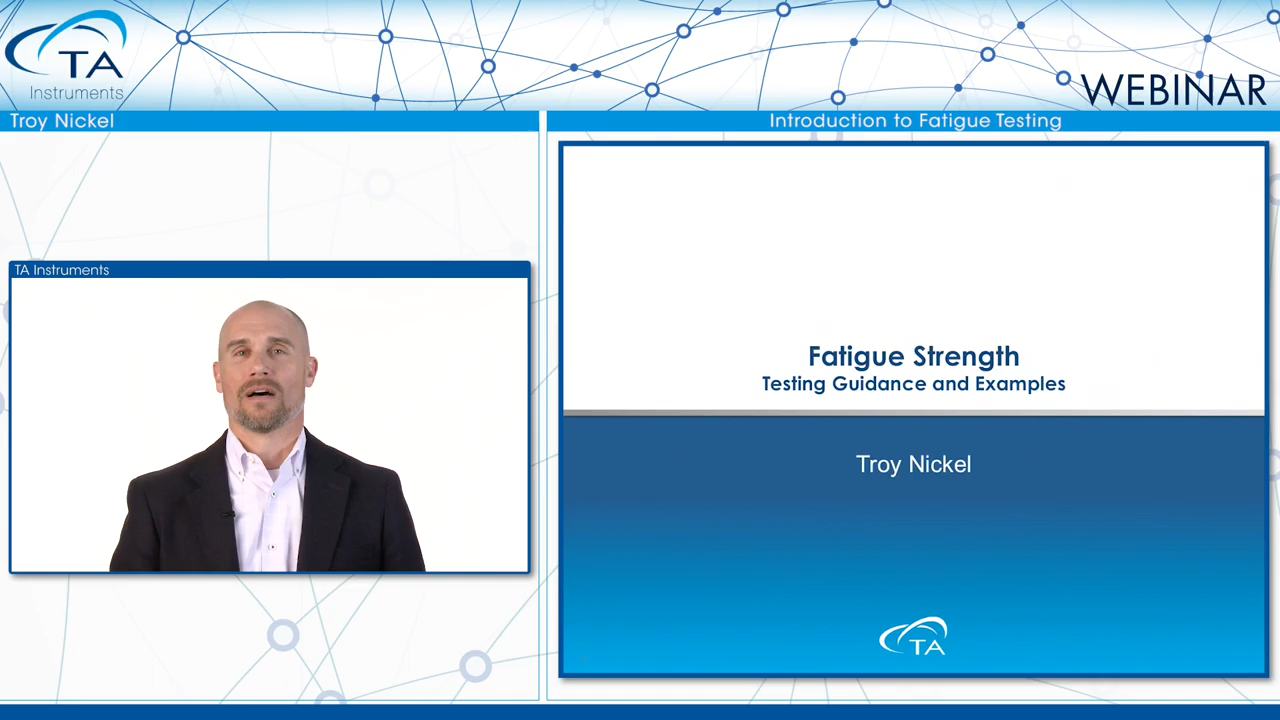 TA
Instruments
WEBINAR
Troy Nickel
Introduction to Fatigue Testing
TA Instruments
Fatigue Strength
Testing Guidance and Examples
Troy Nickel
TA